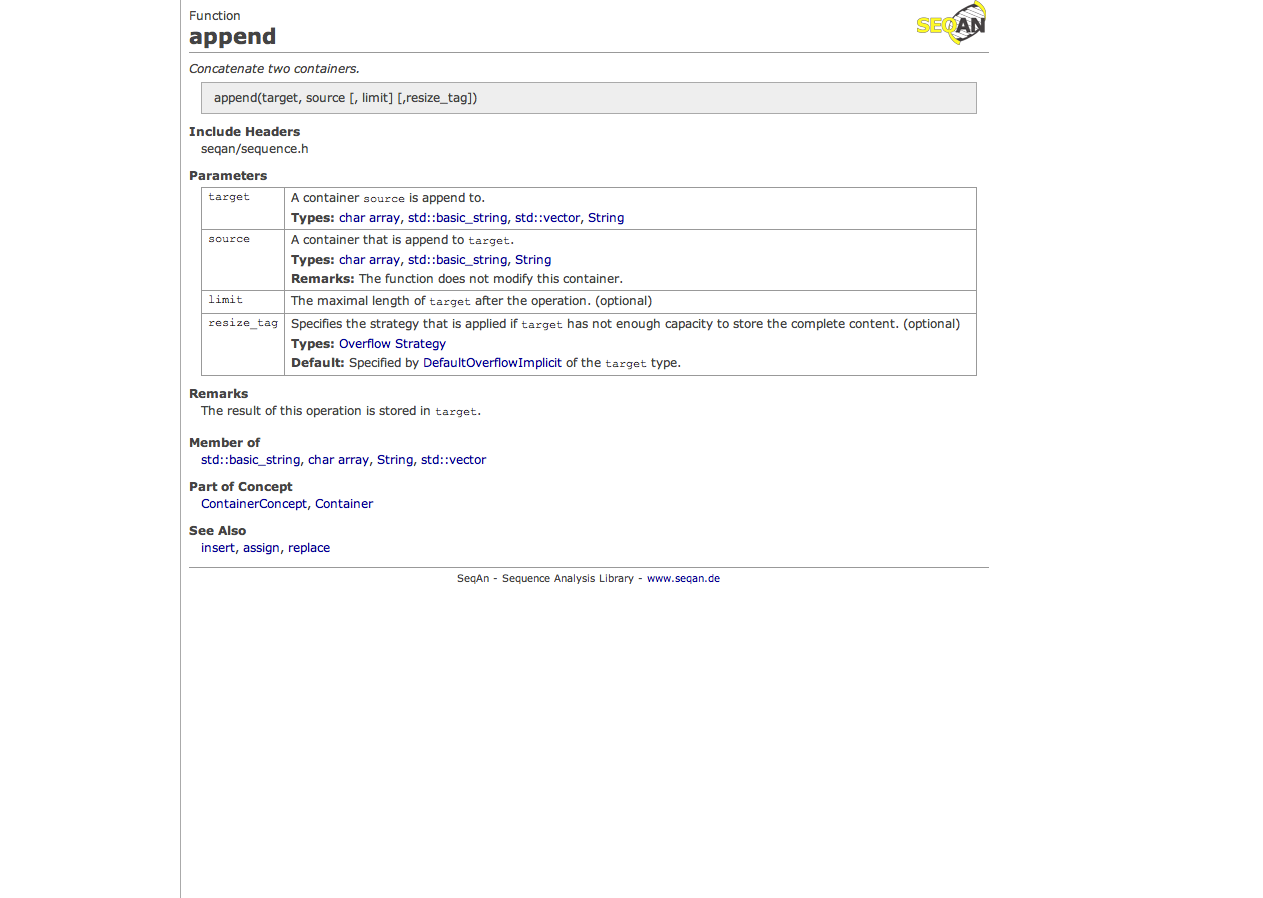 Function
append
SEQAN
Concatenate two containers.
append(target, source [, limit] [,resize_tag])
Include Headers
seqan/sequence.h
Parameters
target
A container source is append to.
Types: char array, std::basic_string, std::vector, String
source
A container that is append to target.
Types: char array, std::basic_string, String
Remarks: The function does not modify this container.
limit
The maximal length of target after the operation. (optional)
resize_tag
Specifies the strategy that is applied if target has not enough capacity to store the complete content. (optional)
Types: Overflow Strategy
Default: Specified by DefaultOverflowImplicit of the target type.
Remarks
The result of this operation is stored in target.
Member of
std::basic_string, char array, String, std::vector
Part of Concept
ContainerConcept, Container
See Also
insert, assign, replace
SeqAn - Sequence Analysis Library - www.seqan.de